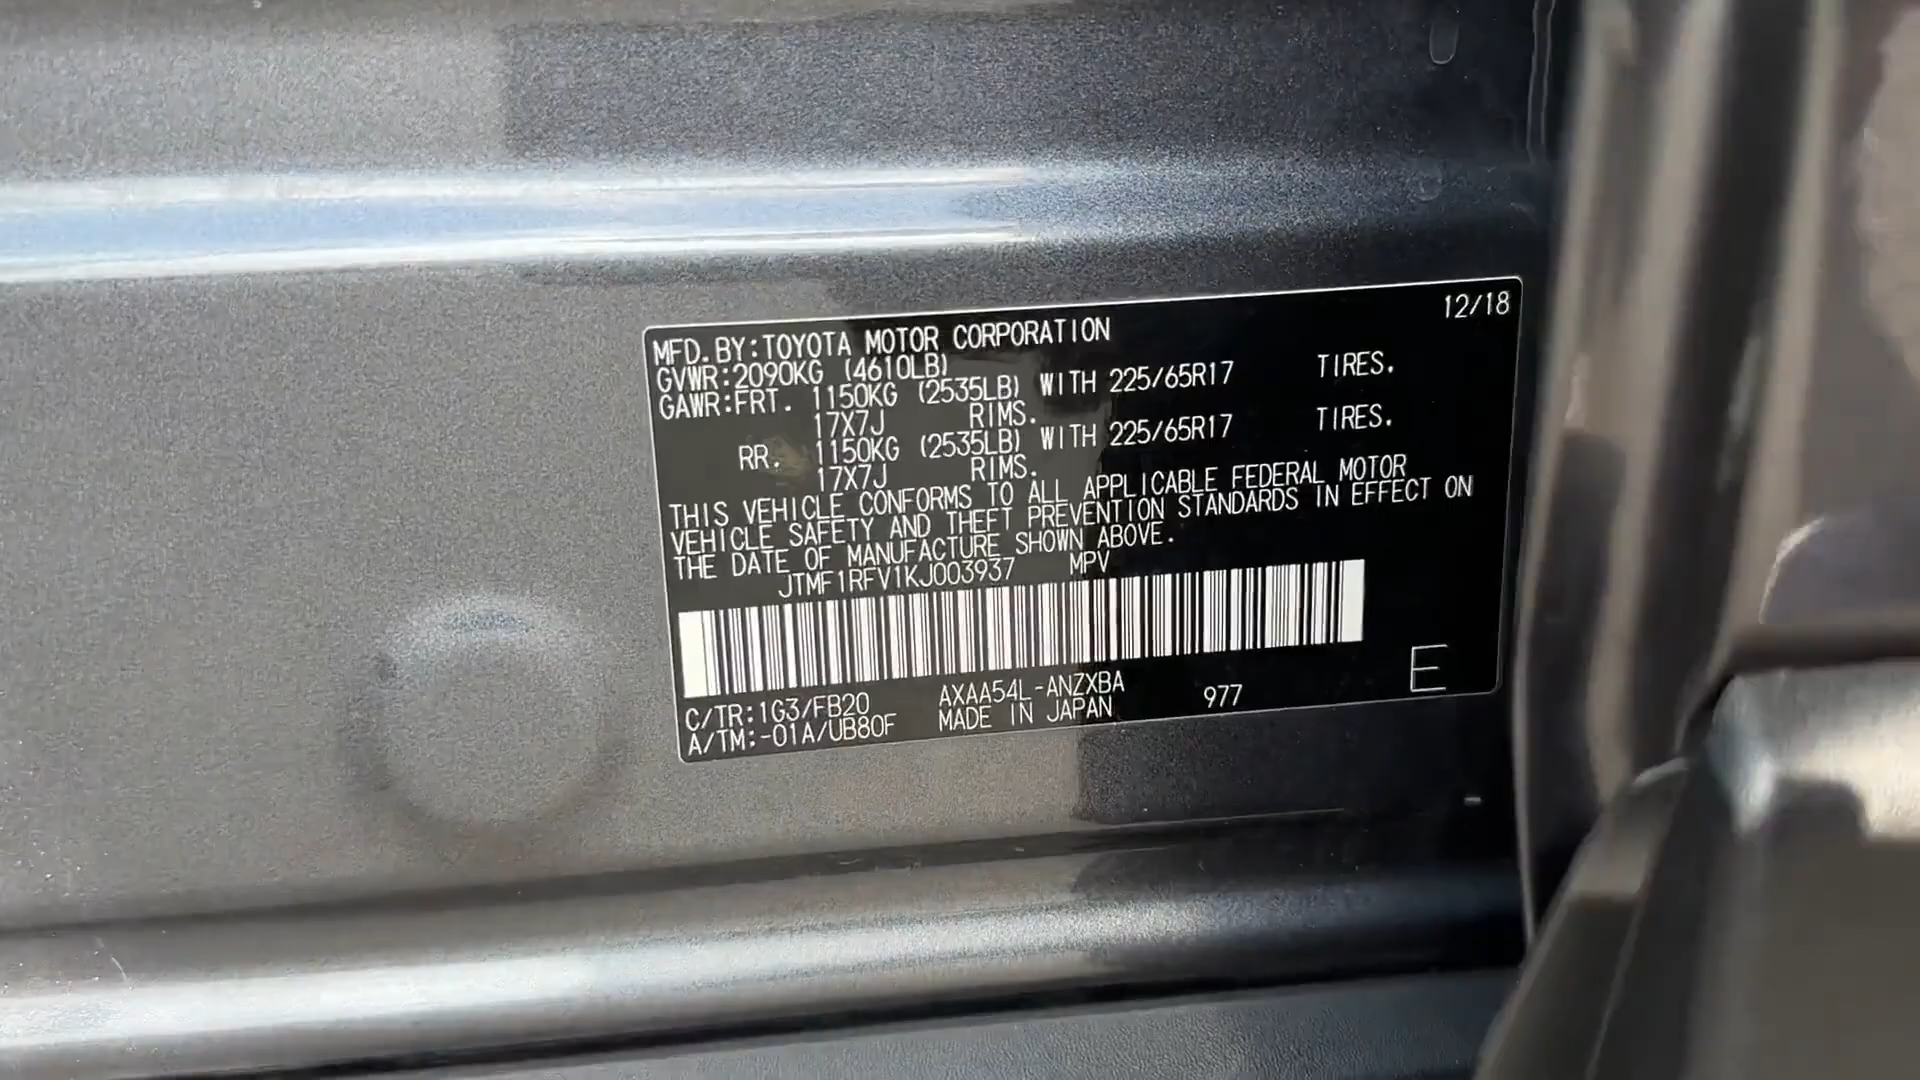 12/18
MFD.BY:TOYOTA MOTOR CORPORATION
GVWR:2090KG (4610LB)
GAWR:FRT. 1150KG (2535LB) WITH 225/65R17 TIRES.
17X7J RIMS.
RR. 1150KG (2535LB) WITH 225/65R17 TIRES.
17X7J RIMS.
THIS VEHICLE CONFORMS TO ALL APPLICABLE FEDERAL MOTOR
VEHICLE SAFETY AND THEFT PREVENTION STANDARDS IN EFFECT ON
THE DATE OF MANUFACTURE SHOWN ABOVE.
JTMF1RFV1KJ003937 MPV
C/TR:1G3/FB20 AXAA54L-ANZXBA 977 E
A/TM:-01A/UB80F MADE IN JAPAN